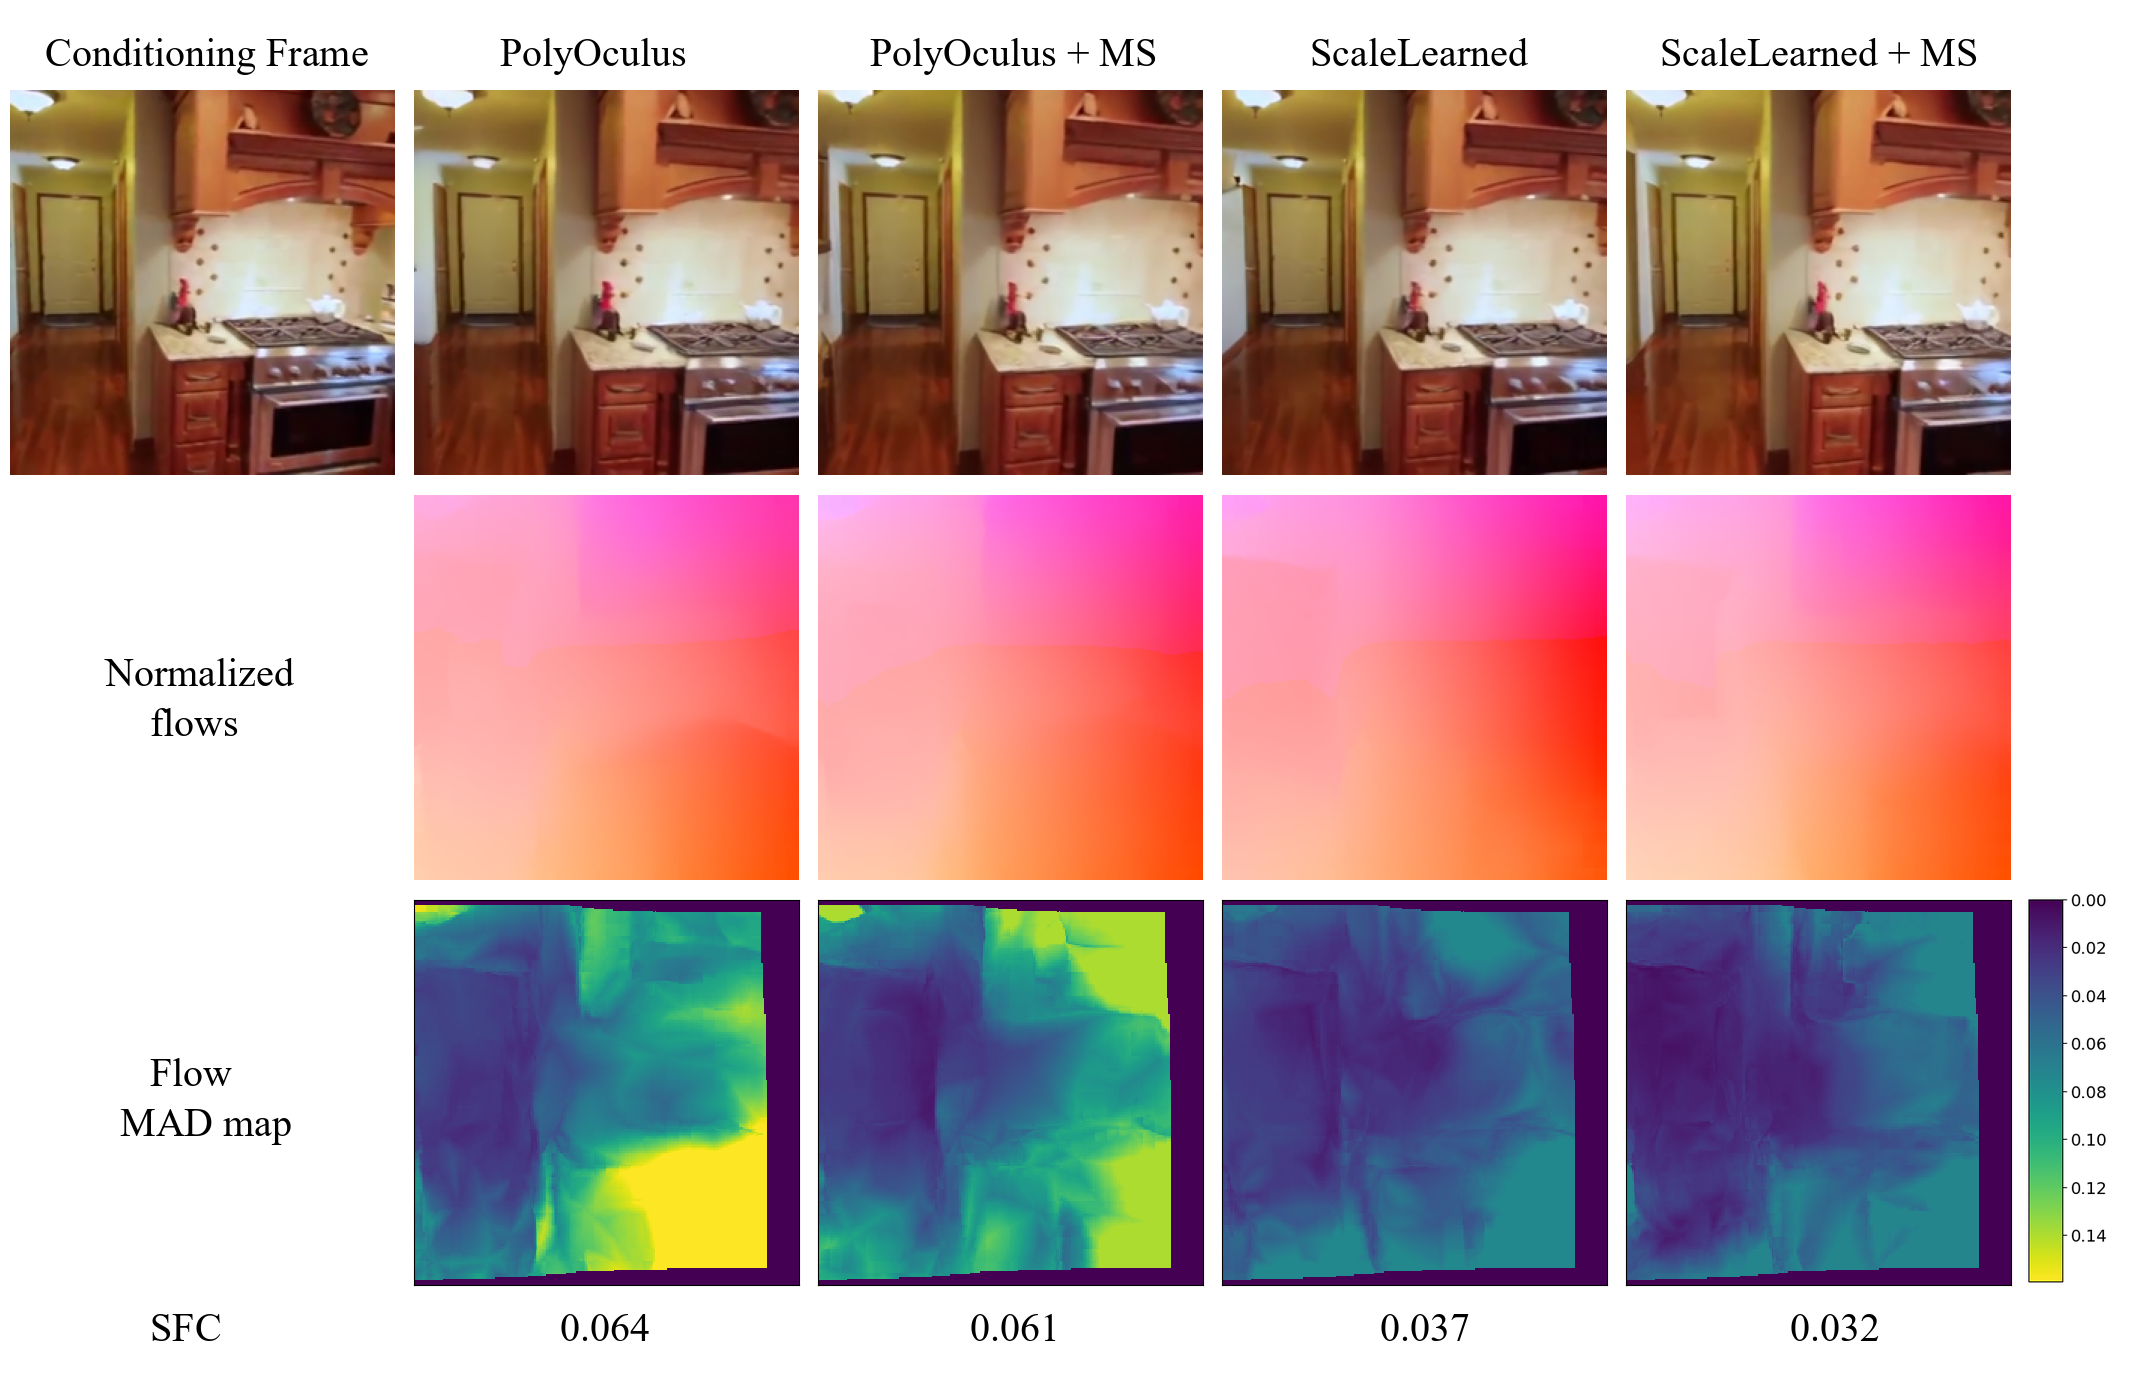 Conditioning Frame
PolyOculus
PolyOculus + MS
ScaleLearned
ScaleLearned + MS
Normalized
flows
Flow
MAD map
0.00
0.02
0.04
0.06
0.08
0.10
0.12
0.14
SFC
0.064
0.061
0.037
0.032